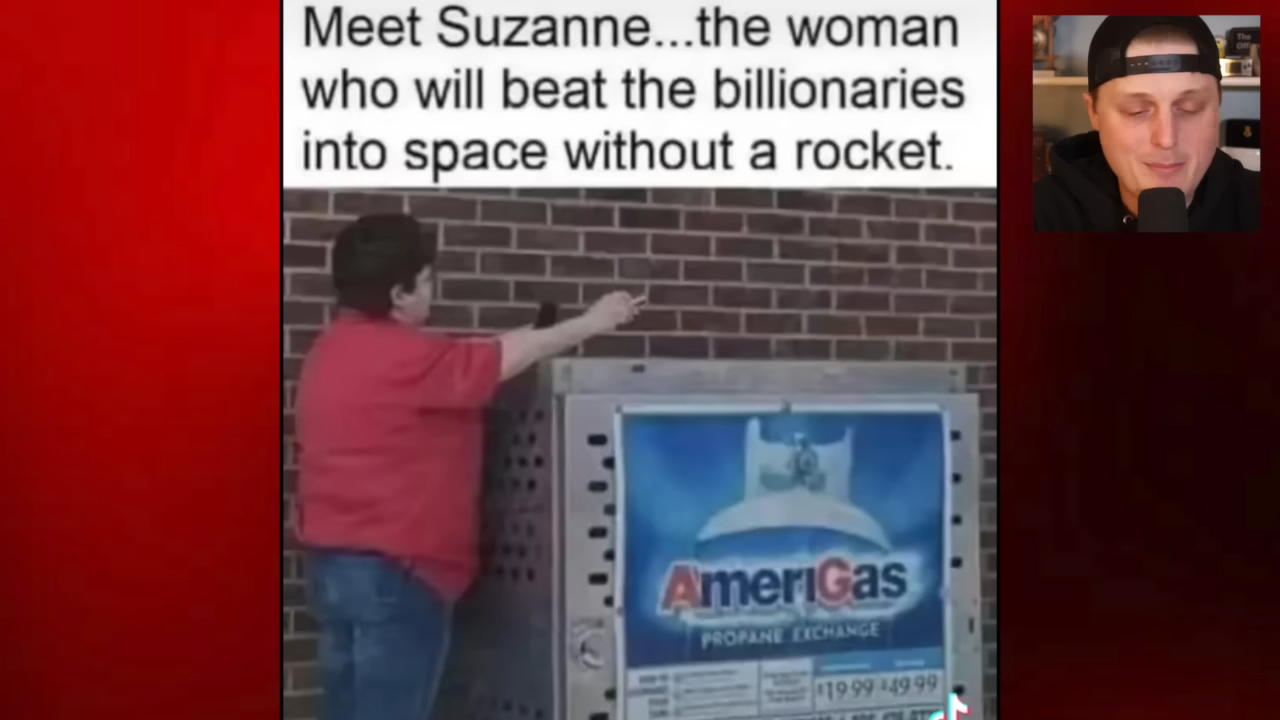 Meet Suzanne...the woman
who will beat the billionaries
into space without a rocket.
The
AmeriGas
PROPANE EXCHANGE
$19.99 $49.99